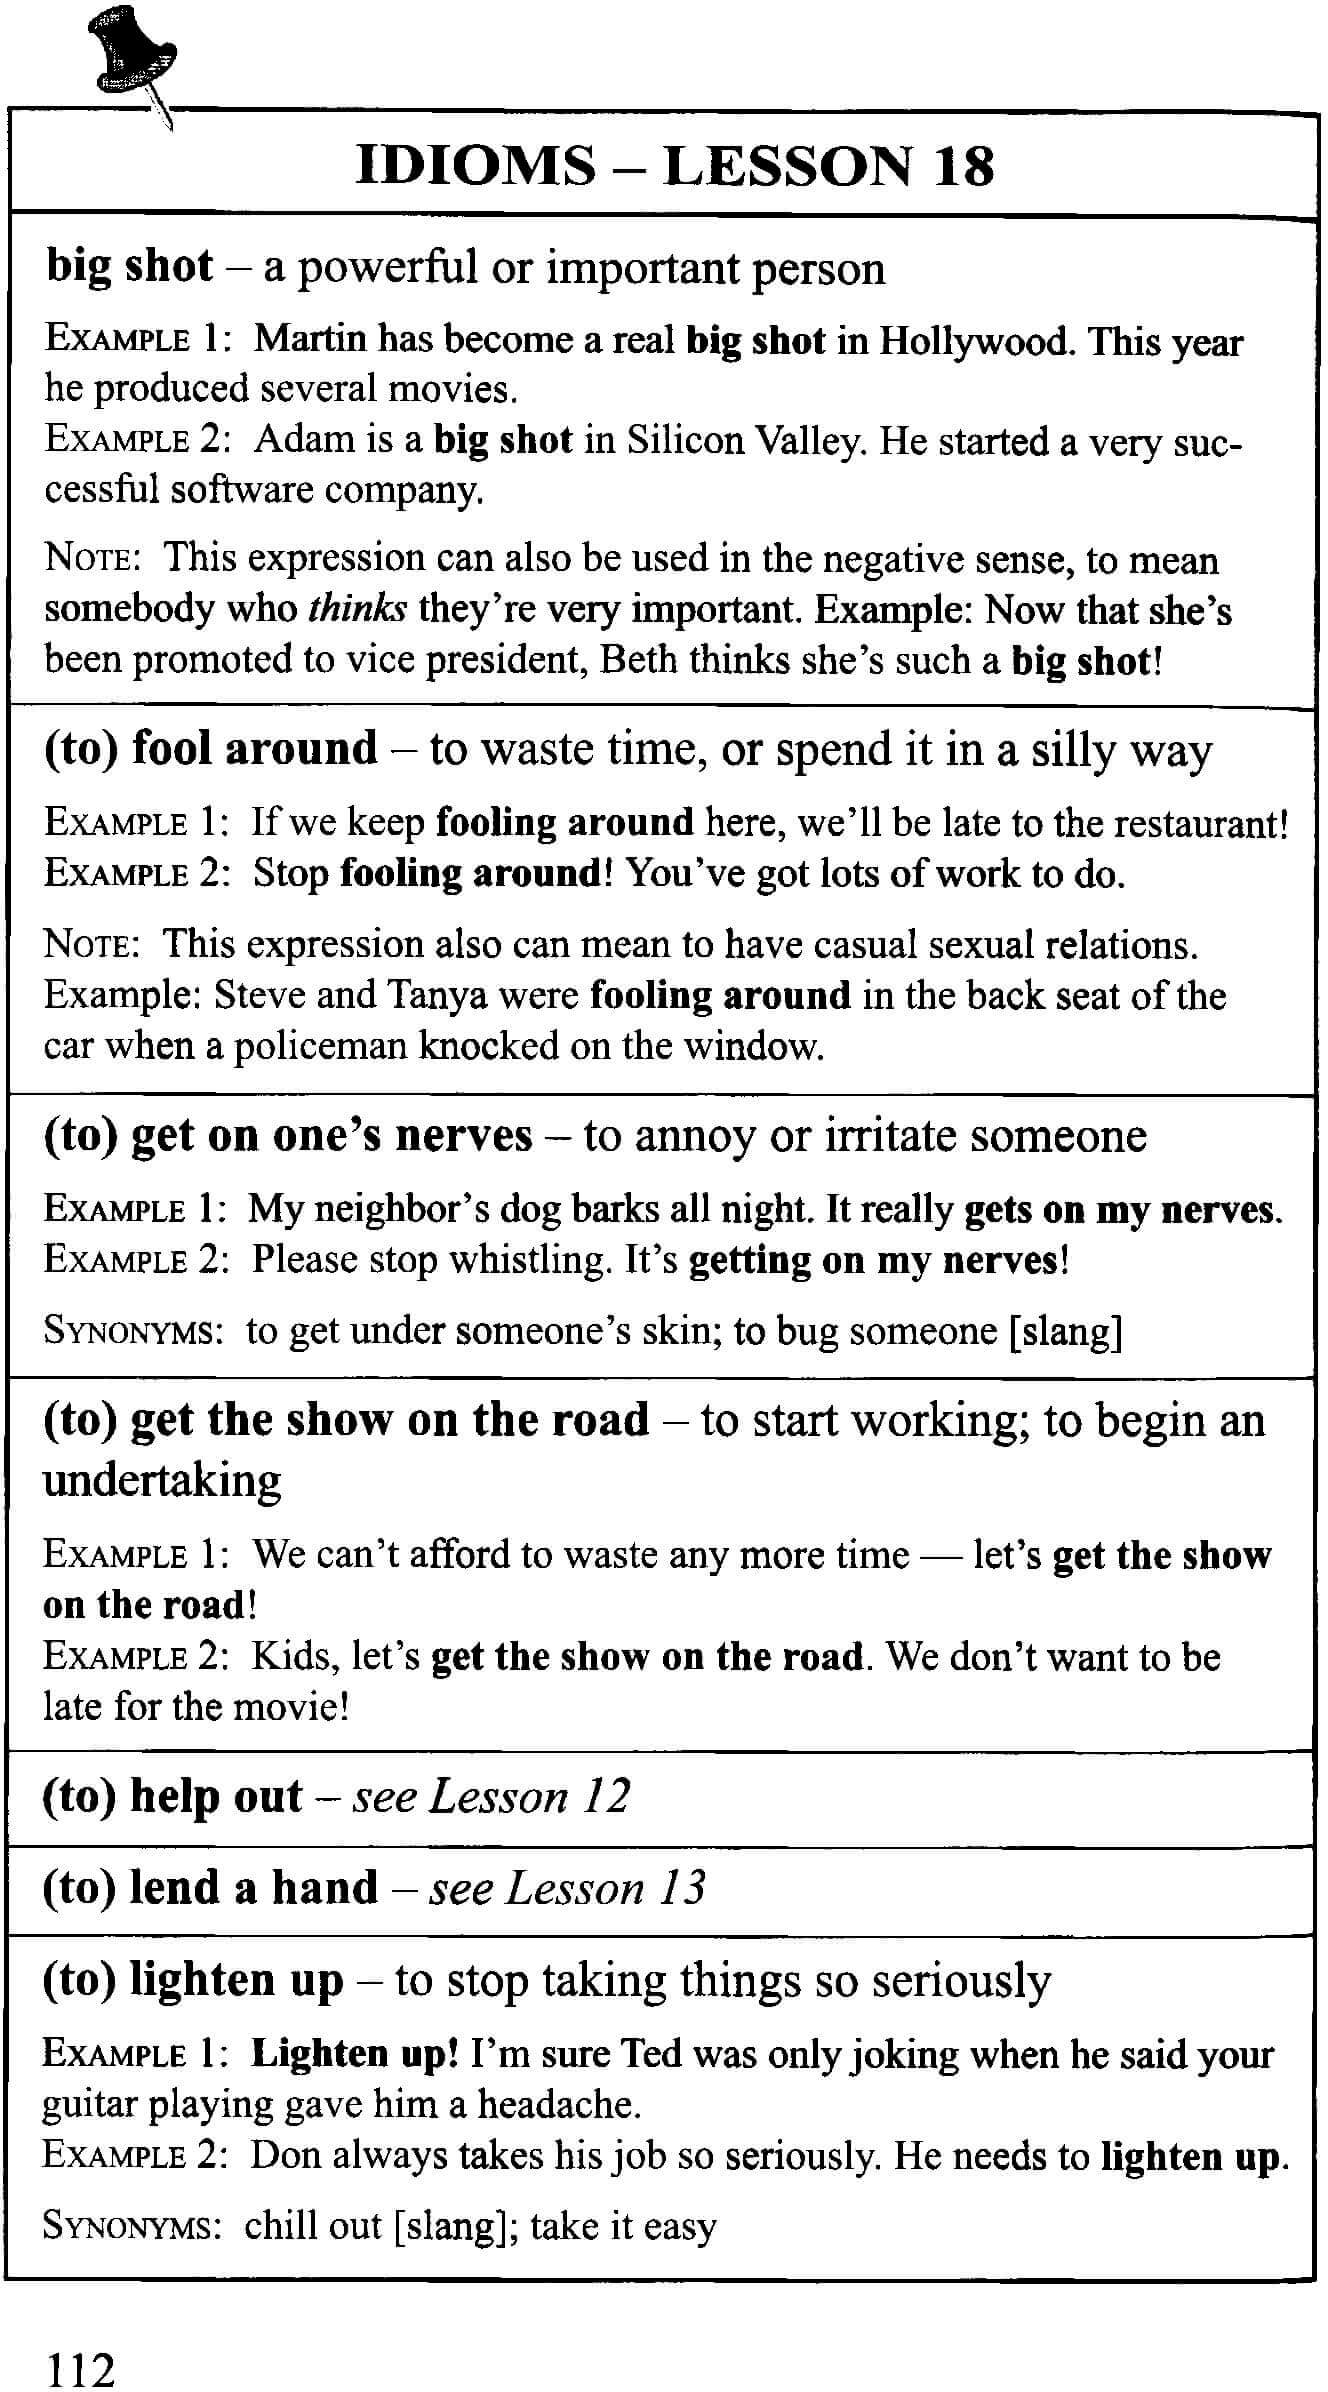 IDIOMS – LESSON 18
big shot – a powerful or important person
EXAMPLE 1: Martin has become a real big shot in Hollywood. This year
he produced several movies.
EXAMPLE 2: Adam is a big shot in Silicon Valley. He started a very suc-
cessful software company.
NOTE: This expression can also be used in the negative sense, to mean
somebody who thinks they're very important. Example: Now that she's
been promoted to vice president, Beth thinks she's such a big shot!
(to) fool around – to waste time, or spend it in a silly way
EXAMPLE 1: If we keep fooling around here, we'll be late to the restaurant!
EXAMPLE 2: Stop fooling around! You've got lots of work to do.
NOTE: This expression also can mean to have casual sexual relations.
Example: Steve and Tanya were fooling around in the back seat of the
car when a policeman knocked on the window.
(to) get on one's nerves – to annoy or irritate someone
EXAMPLE 1: My neighbor's dog barks all night. It really gets on my nerves.
EXAMPLE 2: Please stop whistling. It's getting on my nerves!
SYNONYMS: to get under someone's skin; to bug someone [slang]
(to) get the show on the road – to start working; to begin an
undertaking
EXAMPLE 1: We can't afford to waste any more time — let's get the show
on the road!
EXAMPLE 2: Kids, let's get the show on the road. We don't want to be
late for the movie!
(to) help out – see Lesson 12
(to) lend a hand – see Lesson 13
(to) lighten up – to stop taking things so seriously
EXAMPLE 1: Lighten up! I'm sure Ted was only joking when he said your
guitar playing gave him a headache.
EXAMPLE 2: Don always takes his job so seriously. He needs to lighten up.
SYNONYMS: chill out [slang]; take it easy
112